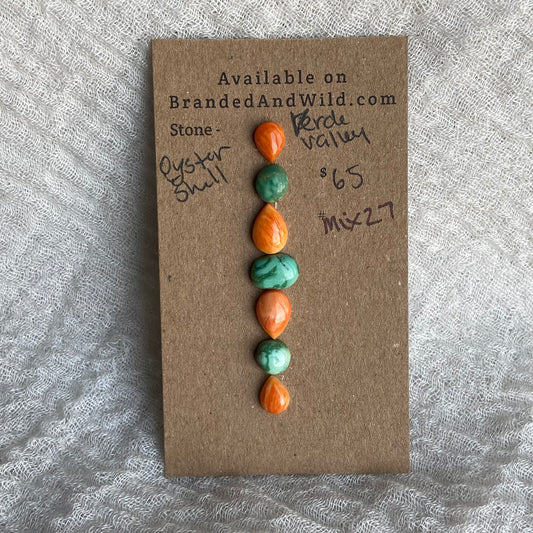 Available on
BrandedAndWild.com
Stone -
Oyster
Shell
Verde
Valley
$65
#Mix27